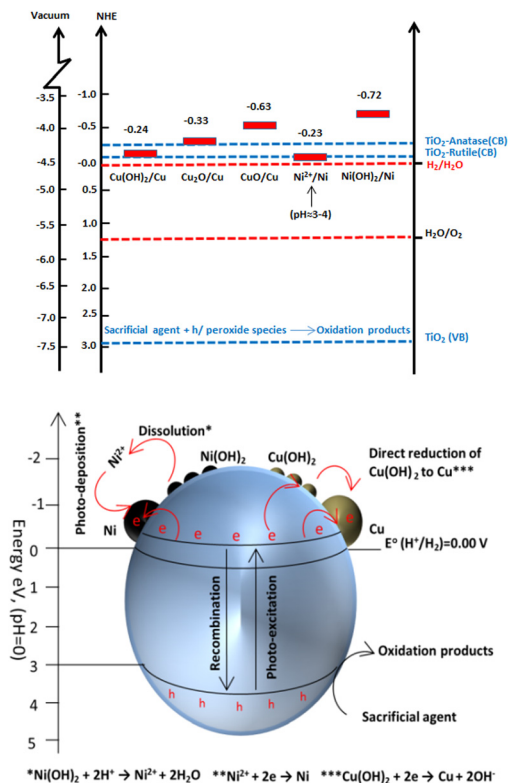 Vacuum NHE
-3.5
-4.0
-4.5
-5.0
-5.5
-6.0
-6.5
-7.0
-7.5
-1.0
-0.5
-0.0
0.5
1.0
1.5
2.0
2.5
3.0
-0.24
-0.33
-0.63
-0.23
-0.72
Cu(OH)₂/Cu Cu₂O/Cu CuO/Cu Ni²⁺/Ni Ni(OH)₂/Ni
(pH≈3-4)
TiO₂-Anatase(CB)
TiO₂-Rutile(CB)
H₂/H₂O
H₂O/O₂
Sacrificial agent + h/ peroxide species → Oxidation products
TiO₂ (VB)
Energy eV, (pH=0)
-2
-1
0
1
2
3
4
5
Photo-deposition**
Ni²⁺
Dissolution*
Ni(OH)₂ Cu(OH)₂
Direct reduction of
Cu(OH)₂ to Cu***
Ni
Cu
e e e e e e e e
E° (H⁺/H₂)=0.00 V
Recombination
Photo-excitation
h h h h h
Oxidation products
Sacrificial agent
*Ni(OH)₂ + 2H⁺ → Ni²⁺ + 2H₂O **Ni²⁺ + 2e → Ni ***Cu(OH)₂ + 2e → Cu + 2OH⁻